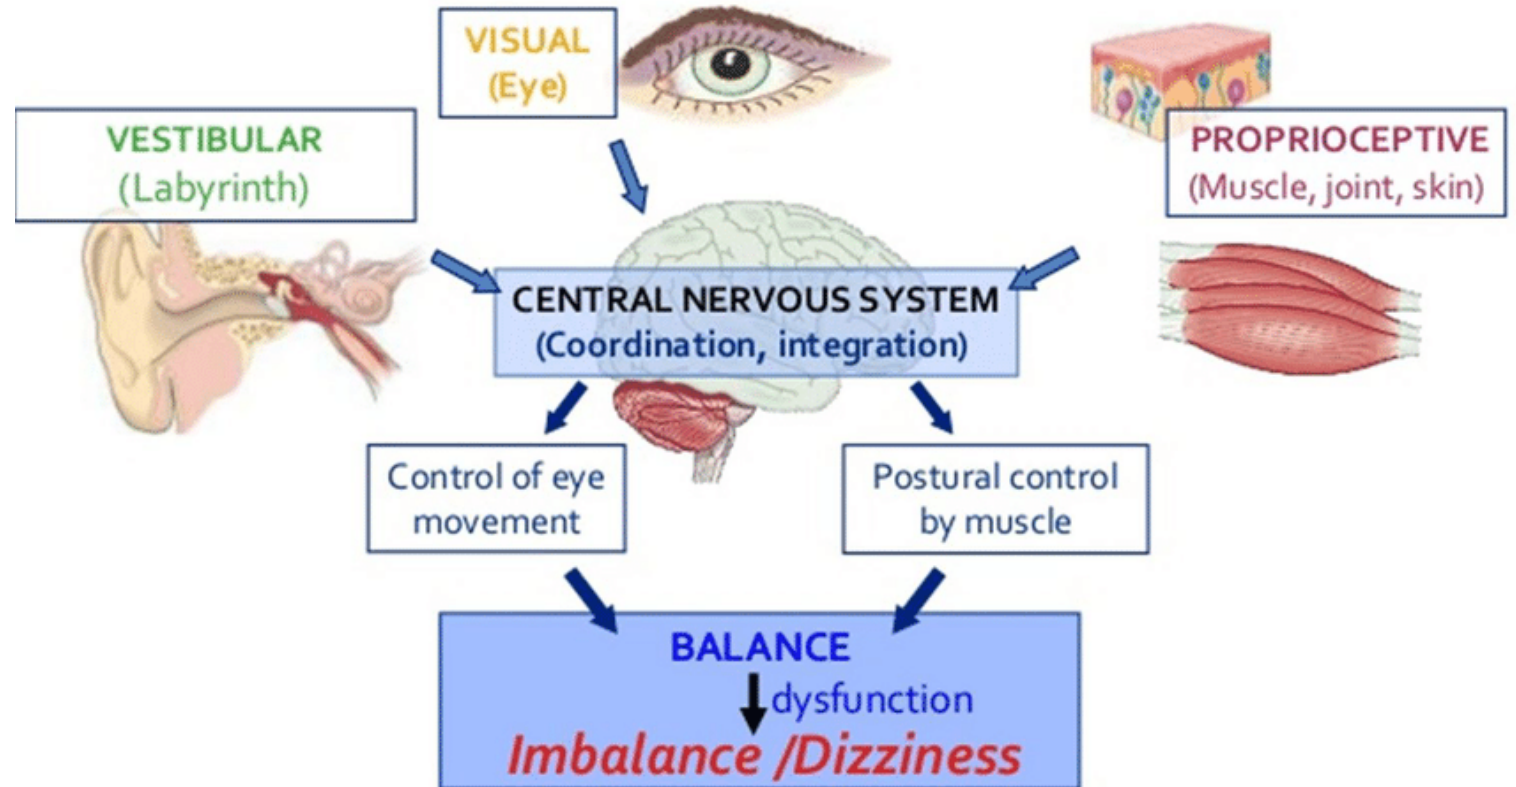 VISUAL
(Eye)
VESTIBULAR
(Labyrinth)
PROPRIOCEPTIVE
(Muscle, joint, skin)
CENTRAL NERVOUS SYSTEM
(Coordination, integration)
Control of eye
movement
Postural control
by muscle
BALANCE
dysfunction
Imbalance /Dizziness